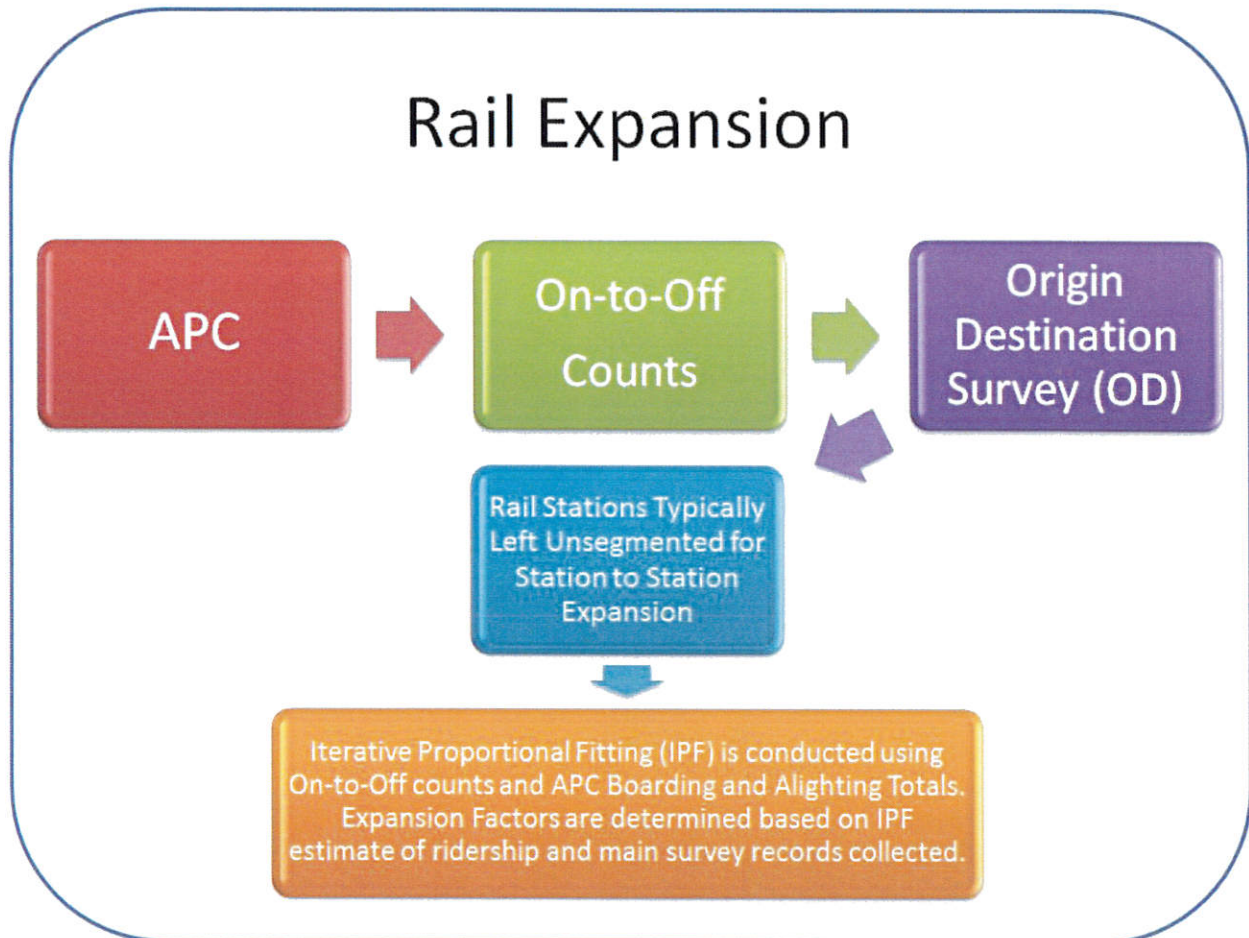 Rail Expansion
APC
On-to-Off
Counts
Origin
Destination
Survey (OD)
Rail Stations Typically
Left Unsegmented for
Station to Station
Expansion
Iterative Proportional Fitting (IPF) is conducted using
On-to-Off counts and APC Boarding and Alighting Totals.
Expansion Factors are determined based on IPF
estimate of ridership and main survey records collected.